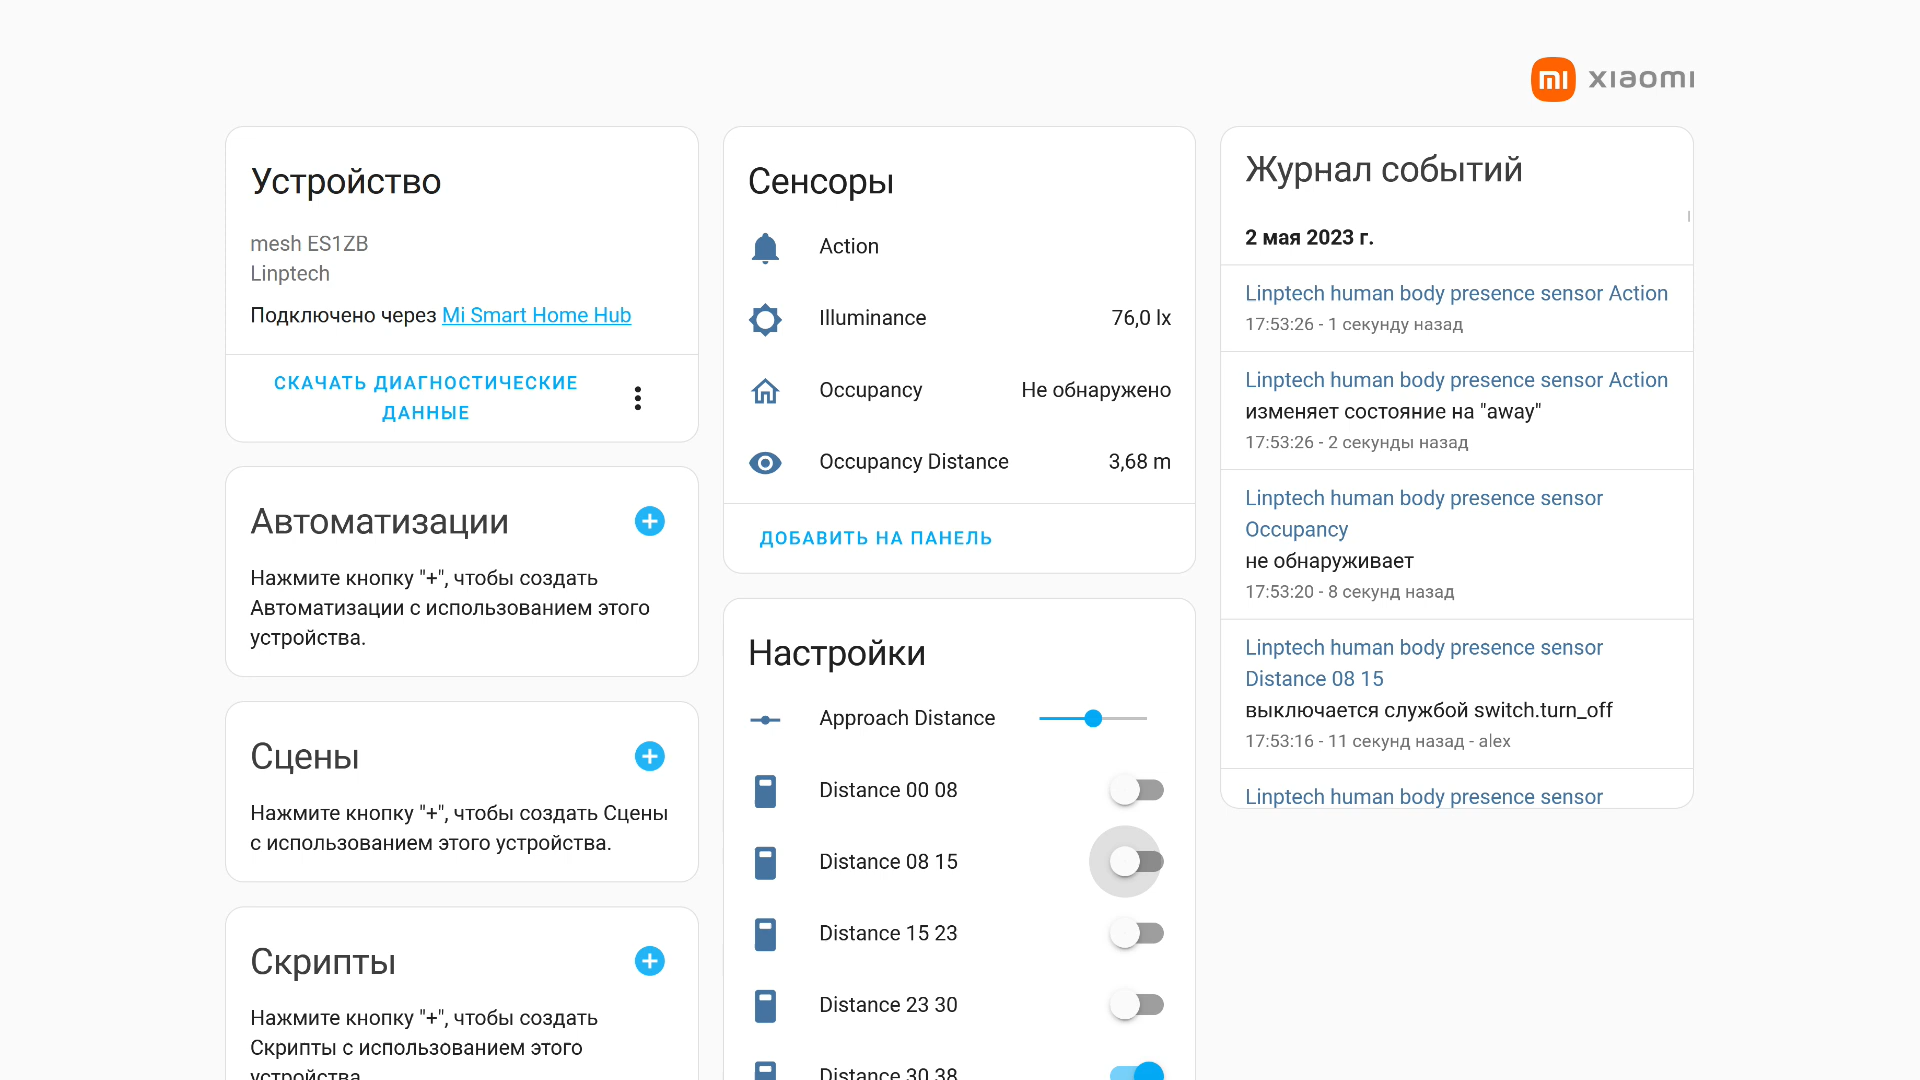 mi xiaomi
Устройство
mesh ES1ZB
Linptech
Подключено через Mi Smart Home Hub
СКАЧАТЬ ДИАГНОСТИЧЕСКИЕ
ДАННЫЕ
Автоматизации
Нажмите кнопку "+", чтобы создать
Автоматизации с использованием этого
устройства.
Сцены
Нажмите кнопку "+", чтобы создать Сцены
с использованием этого устройства.
Скрипты
Нажмите кнопку "+", чтобы создать
Скрипты с использованием этого
устройства.
Сенсоры
Action
Illuminance 76,0 lx
Occupancy Не обнаружено
Occupancy Distance 3,68 m
ДОБАВИТЬ НА ПАНЕЛЬ
Настройки
Approach Distance
Distance 00 08
Distance 08 15
Distance 15 23
Distance 23 30
Distance 30 38
Журнал событий
2 мая 2023 г.
Linptech human body presence sensor Action
17:53:26 - 1 секунду назад
Linptech human body presence sensor Action
изменяет состояние на "away"
17:53:26 - 2 секунды назад
Linptech human body presence sensor
Occupancy
не обнаруживает
17:53:20 - 8 секунд назад
Linptech human body presence sensor
Distance 08 15
выключается службой switch.turn_off
17:53:16 - 11 секунд назад - alex
Linptech human body presence sensor